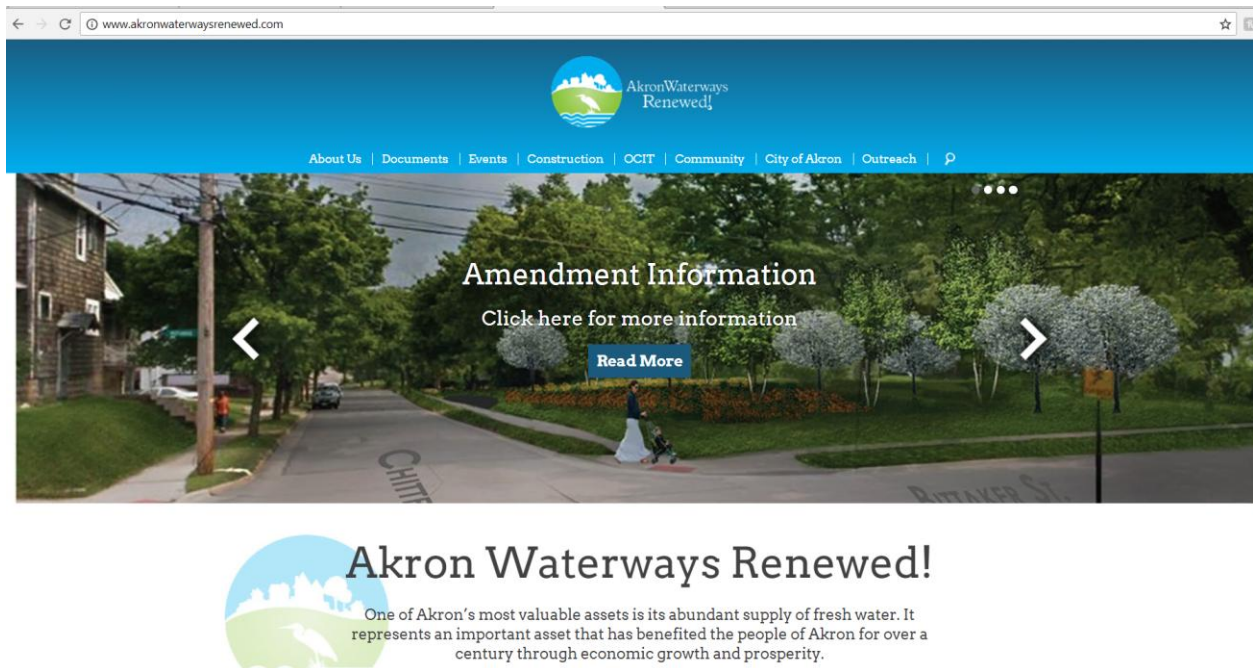 www.akronwaterwaysrenewed.com
AkronWaterways
Renewed!
About Us | Documents | Events | Construction | OCIT | Community | City of Akron | Outreach |
Amendment Information
Click here for more information
Read More
BITTAKER ST.
Akron Waterways Renewed!
One of Akron's most valuable assets is its abundant supply of fresh water. It
represents an important asset that has benefited the people of Akron for over a
century through economic growth and prosperity.